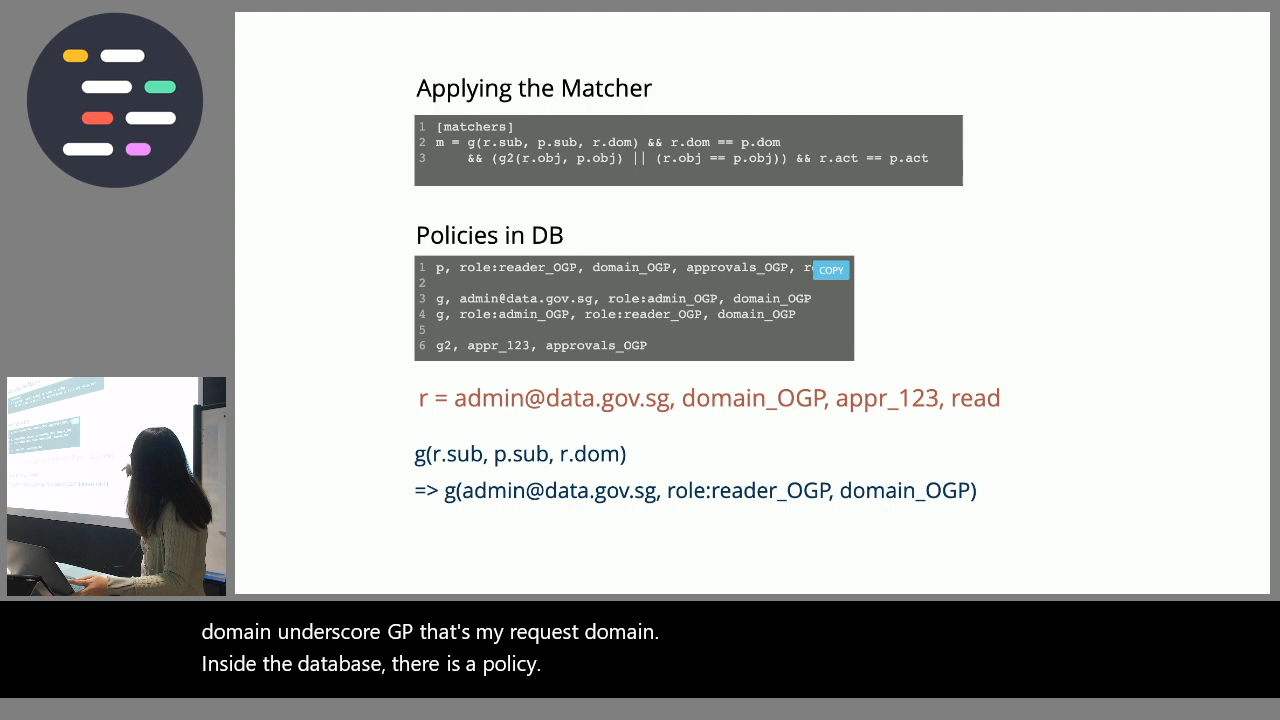 Applying the Matcher
1 [matchers]
2 m = g(r.sub, p.sub, r.dom) && r.dom == p.dom
3 && (g2(r.obj, p.obj) || (r.obj == p.obj)) && r.act == p.act
Policies in DB
1 p, role:reader_OGP, domain_OGP, approvals_OGP, COPY
2
3 g, admin@data.gov.sg, role:admin_OGP, domain_OGP
4 g, role:admin_OGP, role:reader_OGP, domain_OGP
5
6 g2, appr_123, approvals_OGP
r = admin@data.gov.sg, domain_OGP, appr_123, read
g(r.sub, p.sub, r.dom)
=> g(admin@data.gov.sg, role:reader_OGP, domain_OGP)
domain underscore GP that's my request domain.
Inside the database, there is a policy.